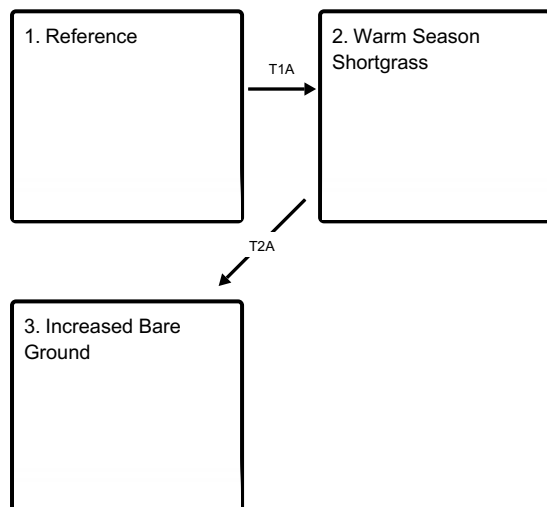 1. Reference
2. Warm Season
Shortgrass
T1A
T2A
3. Increased Bare
Ground